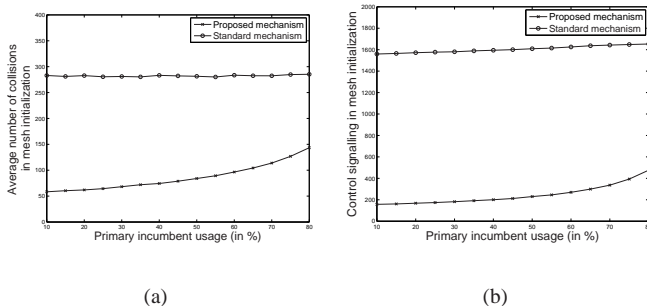 400
350
300
250
200
150
100
50
0
Average number of collisions
in mesh initialization
Proposed mechanism
Standard mechanism
10 20 30 40 50 60 70 80
Primary incumbent usage (in %)
(a)
2000
1800
1600
1400
1200
1000
800
600
400
200
0
Control signalling in mesh initialization
Proposed mechanism
Standard mechanism
10 20 30 40 50 60 70 80
Primary incumbent usage (in %)
(b)